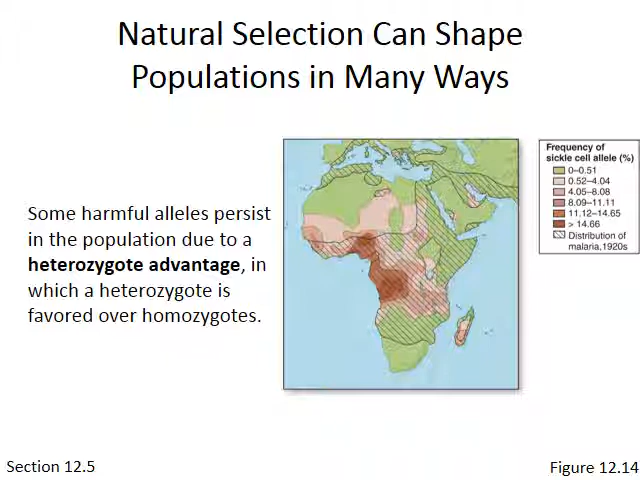 Natural Selection Can Shape
Populations in Many Ways
Some harmful alleles persist
in the population due to a
heterozygote advantage, in
which a heterozygote is
favored over homozygotes.
Frequency of
sickle cell allele (%)
0–0.51
0.52–4.04
4.05–8.08
8.09–11.11
11.12–14.65
> 14.66
Distribution of
malaria,1920s
Section 12.5
Figure 12.14